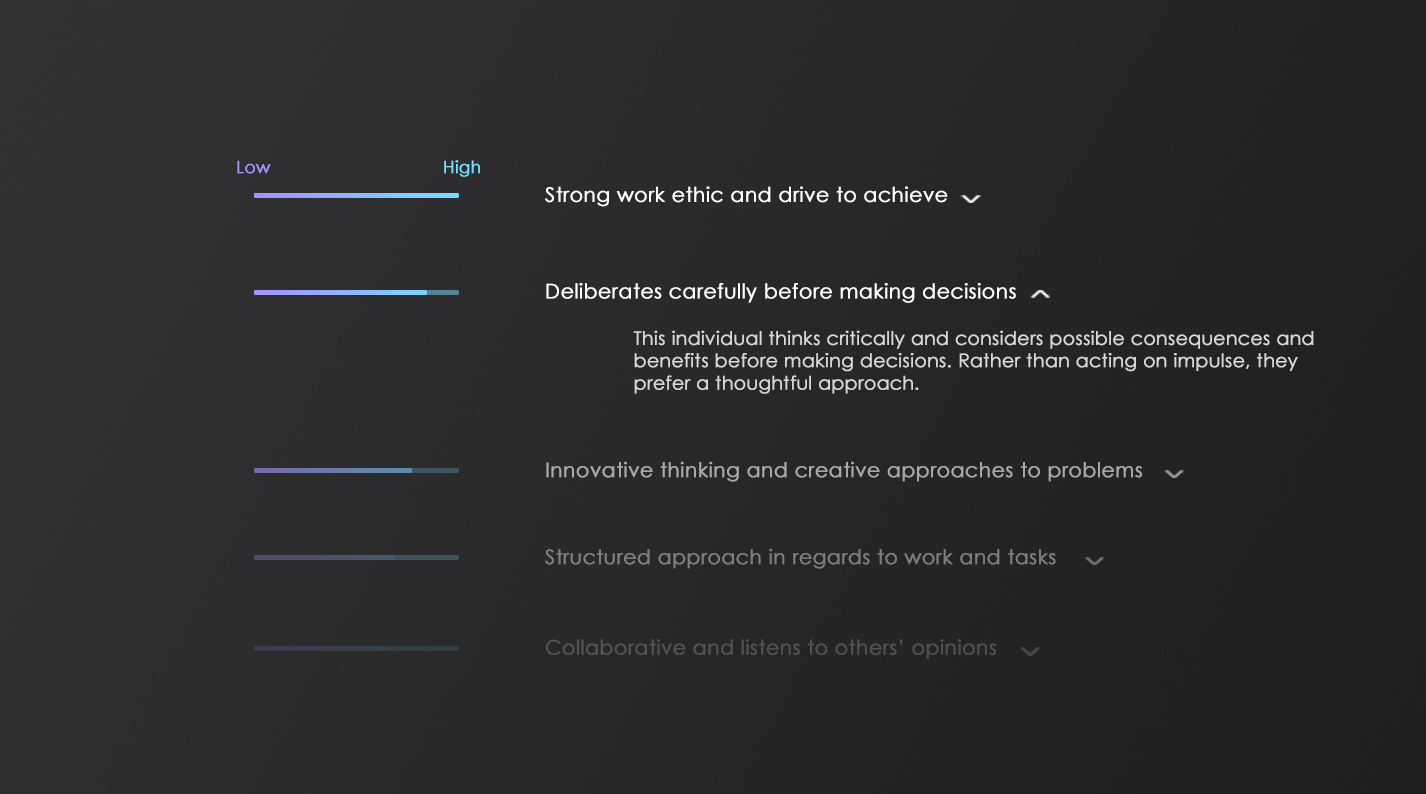 Low High
Strong work ethic and drive to achieve
Deliberates carefully before making decisions
This individual thinks critically and considers possible consequences and
benefits before making decisions. Rather than acting on impulse, they
prefer a thoughtful approach.
Innovative thinking and creative approaches to problems
Structured approach in regards to work and tasks
Collaborative and listens to others’ opinions